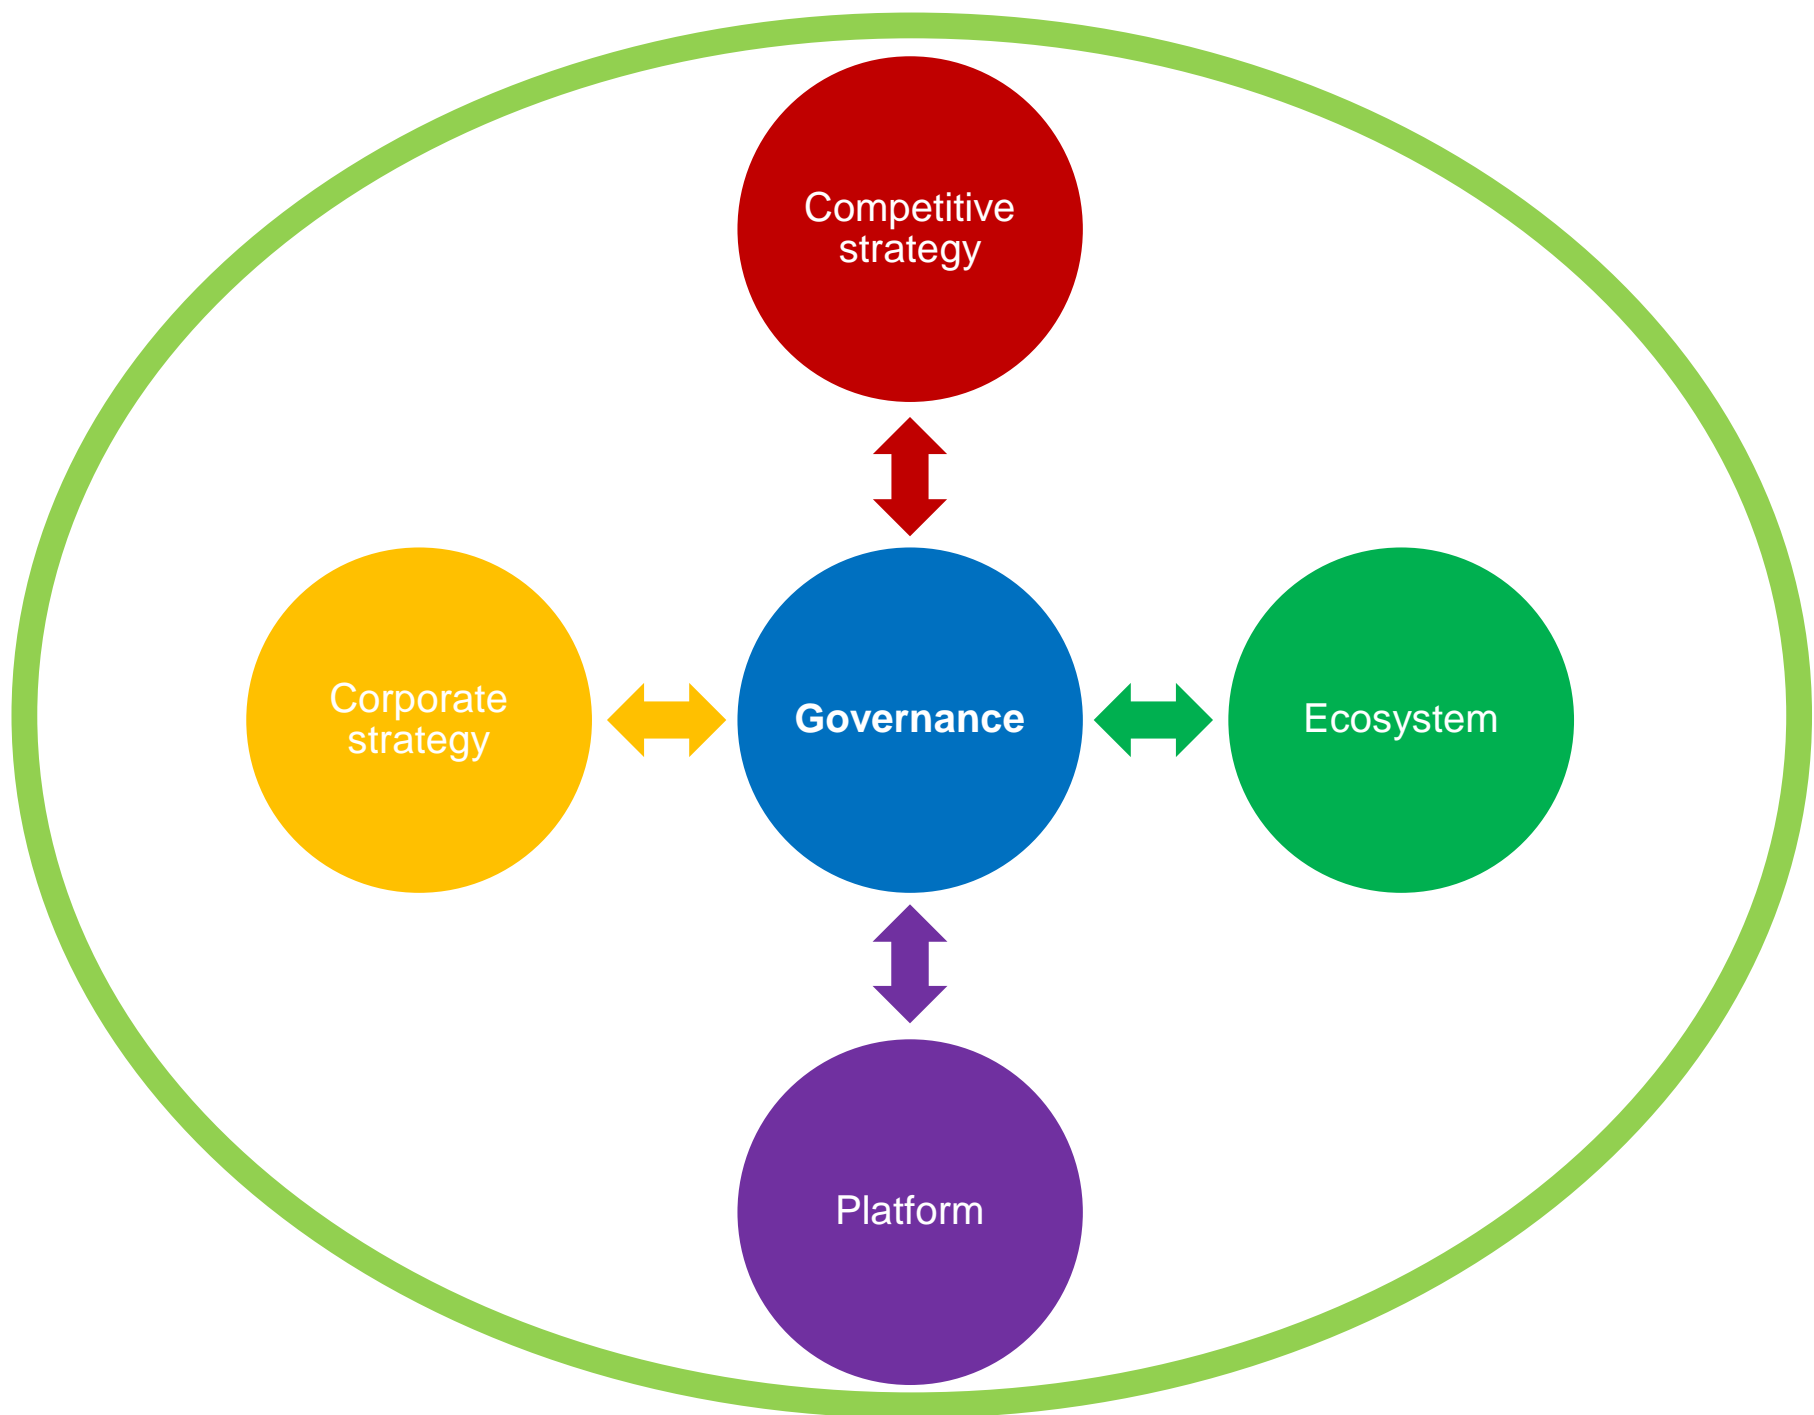 Competitive
strategy
Corporate
strategy
Governance
Ecosystem
Platform